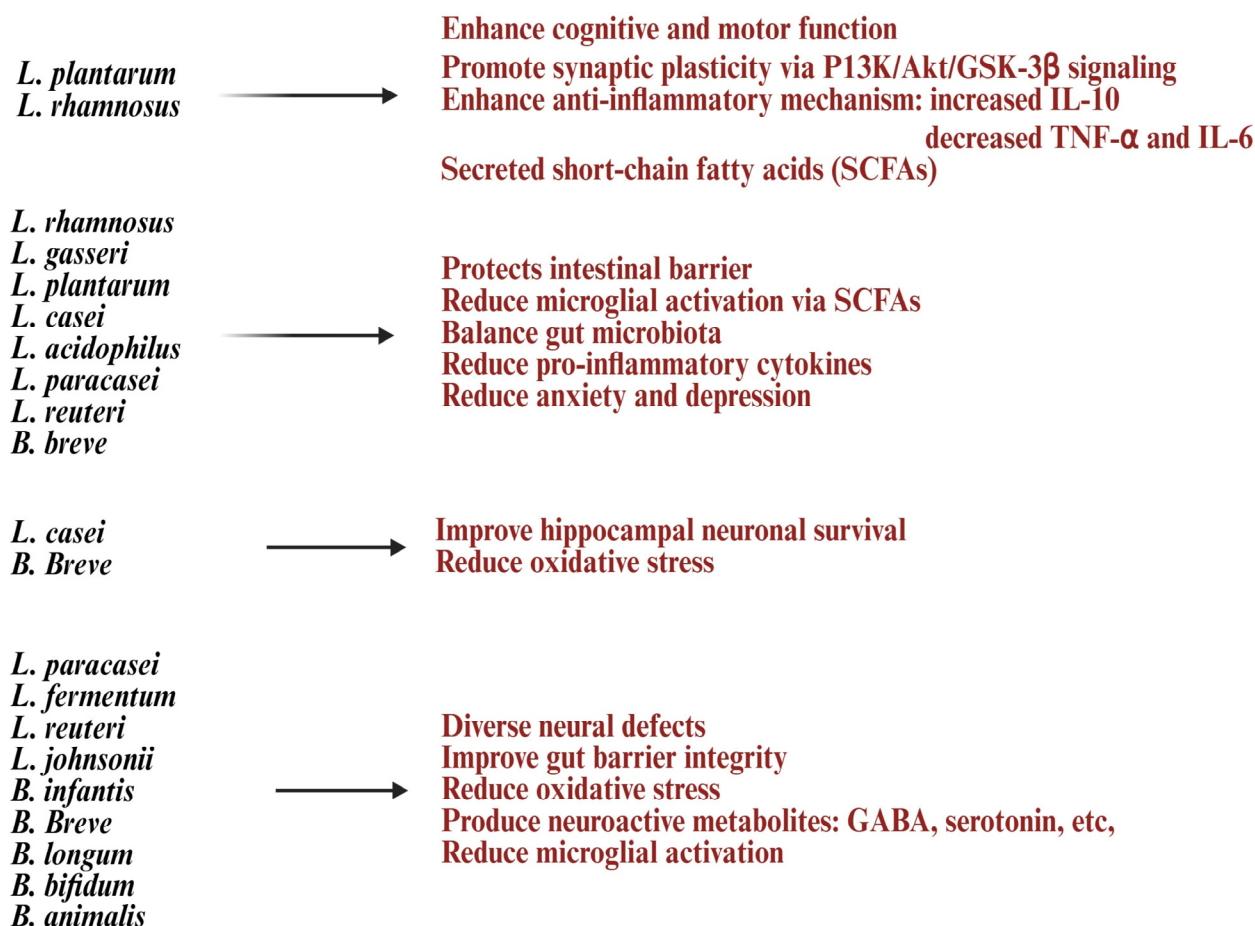 L. plantarum
L. rhamnosus
Enhance cognitive and motor function
Promote synaptic plasticity via P13K/Akt/GSK-3β signaling
Enhance anti-inflammatory mechanism: increased IL-10
decreased TNF-α and IL-6
Secreted short-chain fatty acids (SCFAs)
L. rhamnosus
L. gasseri
L. plantarum
L. casei
L. acidophilus
L. paracasei
L. reuteri
B. breve
Protects intestinal barrier
Reduce microglial activation via SCFAs
Balance gut microbiota
Reduce pro-inflammatory cytokines
Reduce anxiety and depression
L. casei
B. Breve
Improve hippocampal neuronal survival
Reduce oxidative stress
L. paracasei
L. fermentum
L. reuteri
L. johnsonii
B. infantis
B. Breve
B. longum
B. bifidum
B. animalis
Diverse neural defects
Improve gut barrier integrity
Reduce oxidative stress
Produce neuroactive metabolites: GABA, serotonin, etc,
Reduce microglial activation